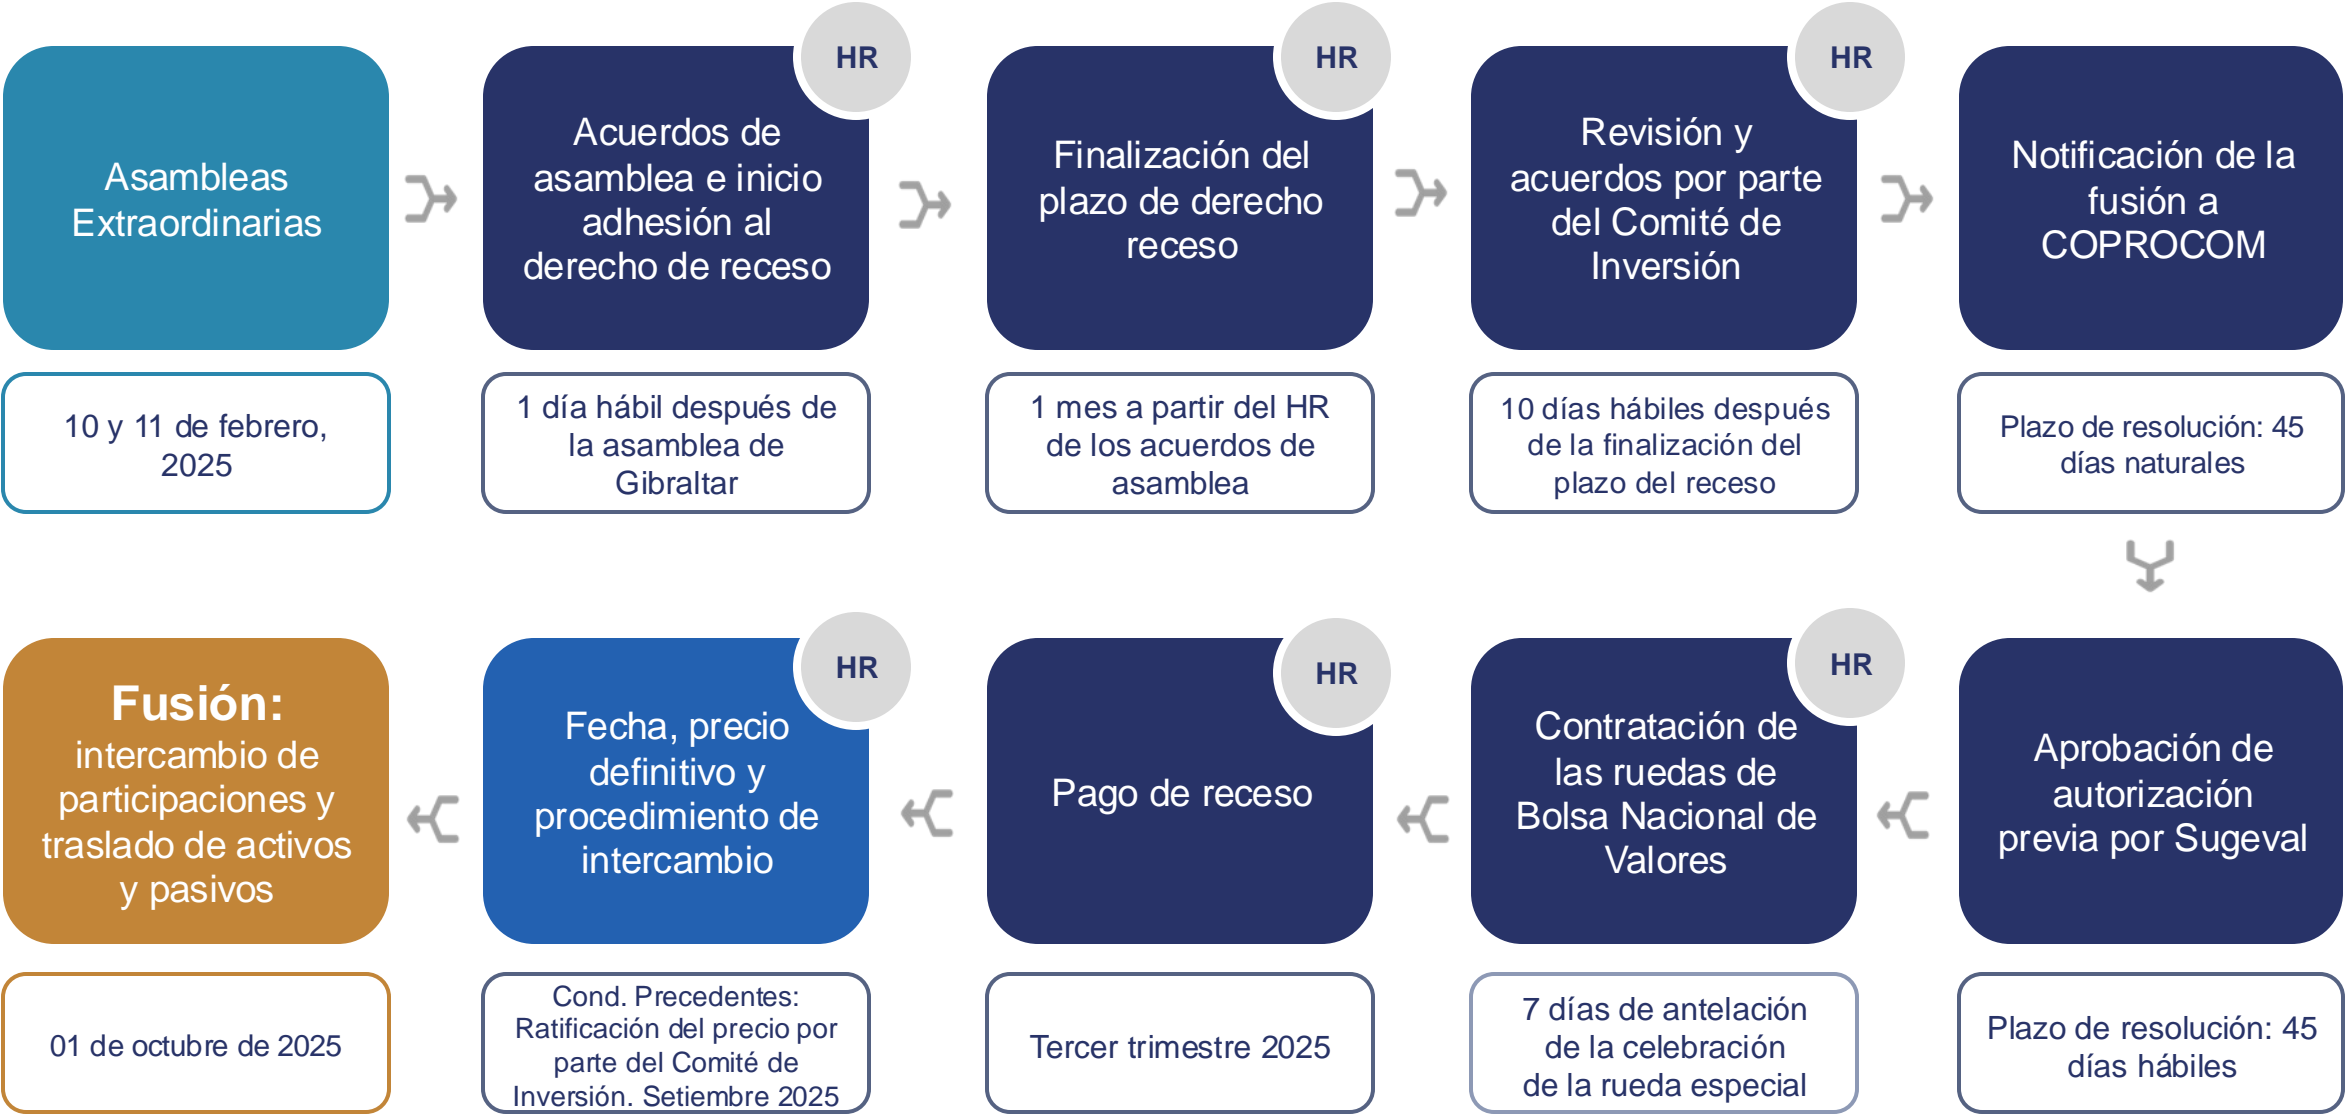 HR
HR
HR
Asambleas
Extraordinarias
Acuerdos de
asamblea e inicio
adhesión al
derecho de receso
Finalización del
plazo de derecho
receso
Revisión y
acuerdos por parte
del Comité de
Inversión
Notificación de la
fusión a
COPROCOM
10 y 11 de febrero,
2025
1 día hábil después de
la asamblea de
Gibraltar
1 mes a partir del HR
de los acuerdos de
asamblea
10 días hábiles después
de la finalización del
plazo del receso
Plazo de resolución: 45
días naturales
HR
HR
HR
Fusión:
intercambio de
participaciones y
traslado de activos
y pasivos
Fecha, precio
definitivo y
procedimiento de
intercambio
Pago de receso
Contratación de
las ruedas de
Bolsa Nacional de
Valores
Aprobación de
autorización
previa por Sugeval
01 de octubre de 2025
Cond. Precedentes:
Ratificación del precio por
parte del Comité de
Inversión. Setiembre 2025
Tercer trimestre 2025
7 días de antelación
de la celebración
de la rueda especial
Plazo de resolución: 45
días hábiles